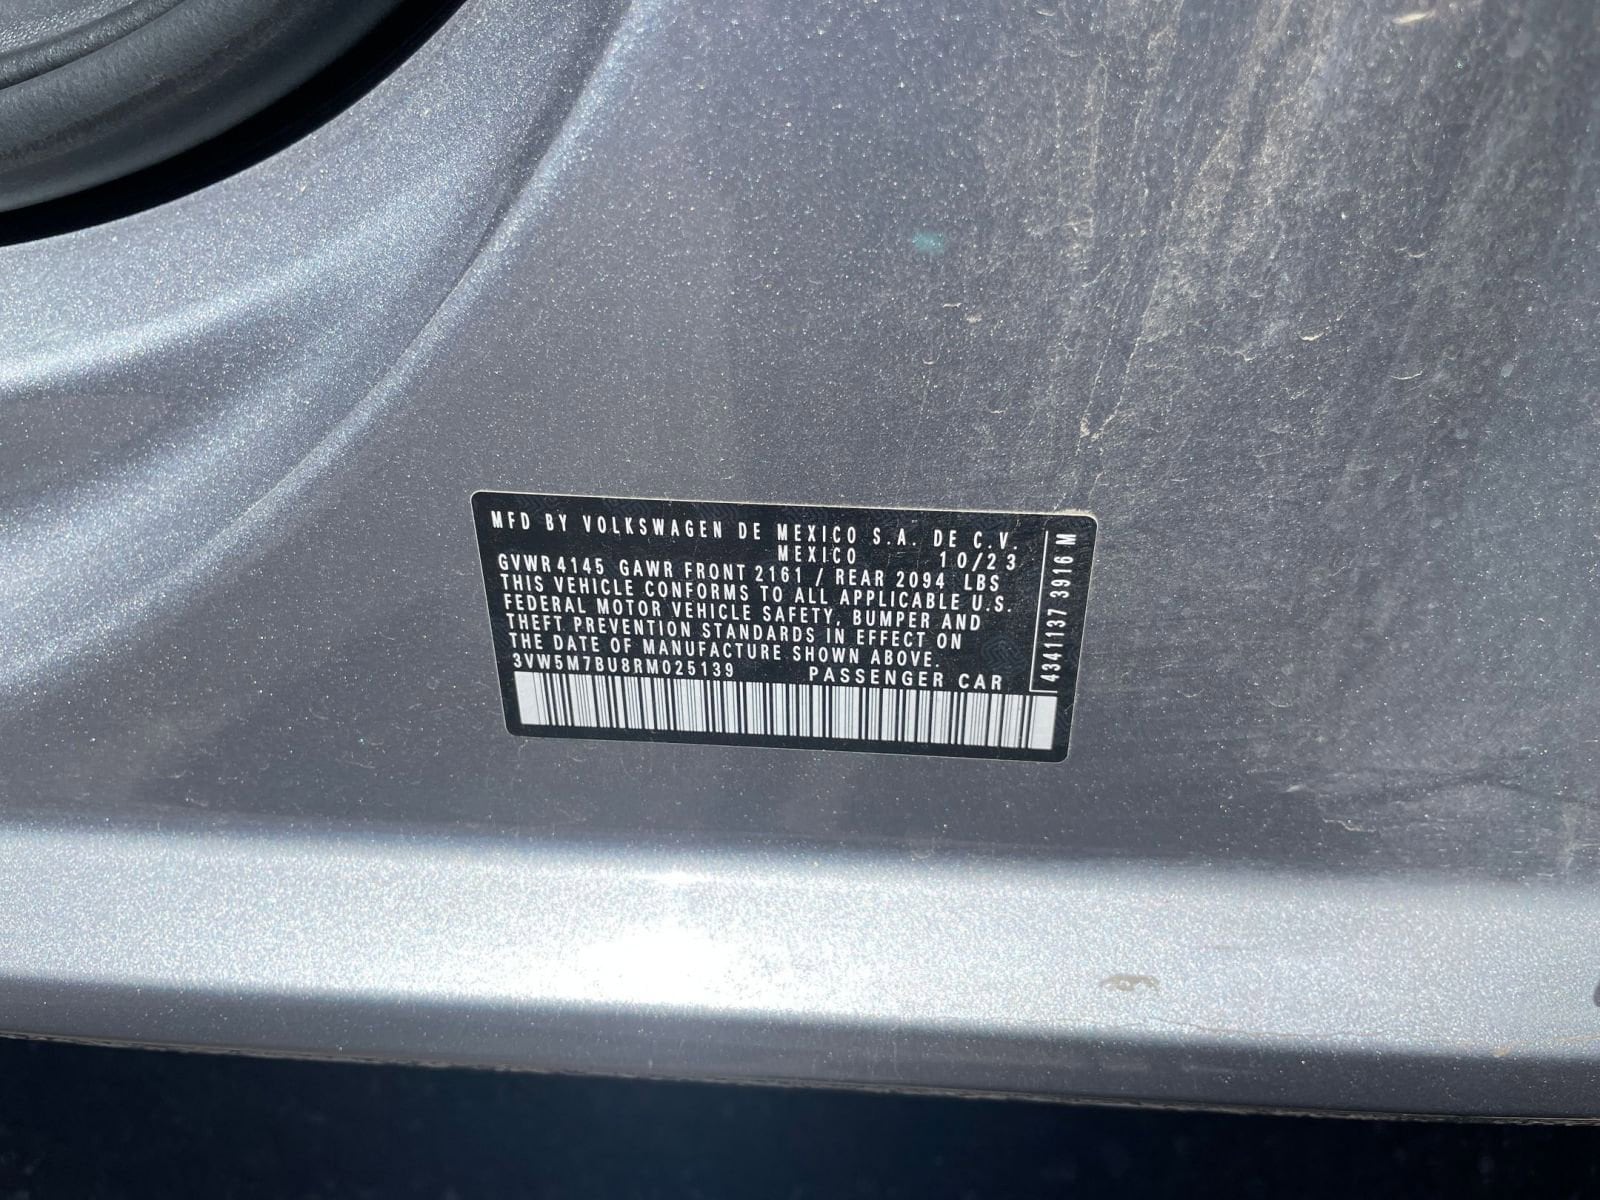 MFD BY VOLKSWAGEN DE MEXICO S.A. DE C.V.
MEXICO 10/23
GVWR 4145 GAWR FRONT 2161 / REAR 2094 LBS
THIS VEHICLE CONFORMS TO ALL APPLICABLE U.S.
FEDERAL MOTOR VEHICLE SAFETY, BUMPER AND
THEFT PREVENTION STANDARDS IN EFFECT ON
THE DATE OF MANUFACTURE SHOWN ABOVE.
3VW5M7BU8RM025139 PASSENGER CAR
4341137 3916 M